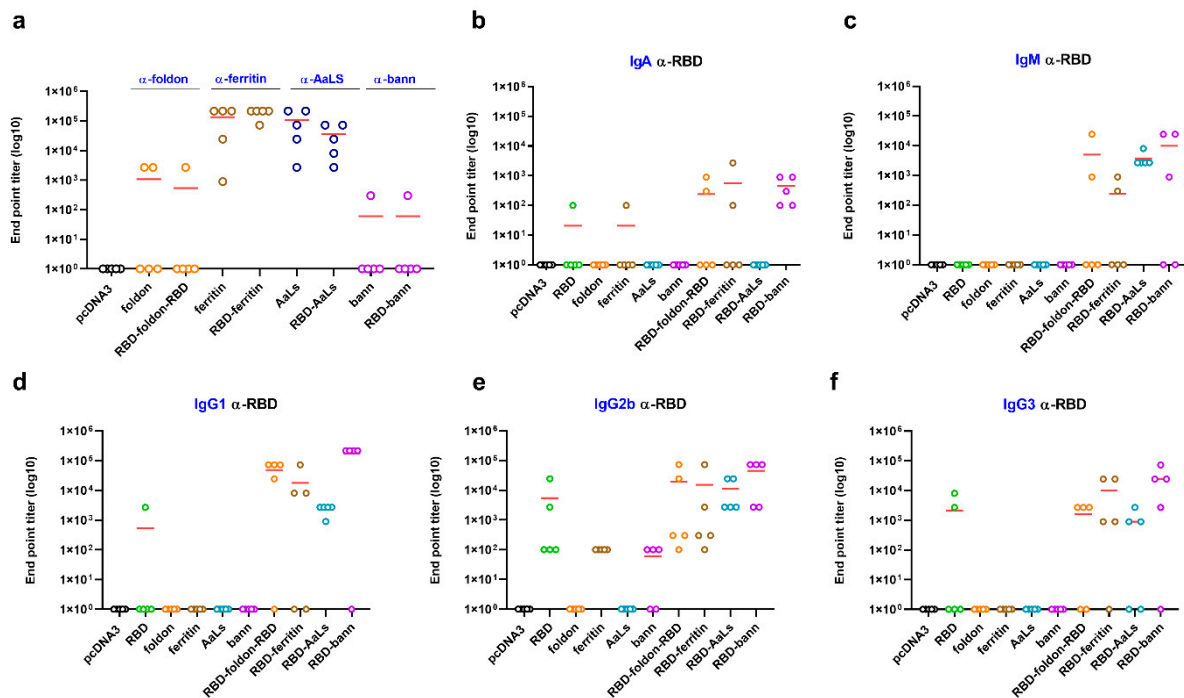 a
α-foldon α-ferritin α-AaLS α-bann
End point titer (log10)
1×10⁶
1×10⁵
1×10⁴
1×10³
1×10²
1×10¹
1×10⁰
pcDNA3
foldon
RBD-foldon-RBD
ferritin
RBD-ferritin
AaLs
RBD-AaLs
bann
RBD-bann
b
IgA α-RBD
End point titer (log10)
1×10⁶
1×10⁵
1×10⁴
1×10³
1×10²
1×10¹
1×10⁰
pcDNA3
RBD
foldon
ferritin
AaLs
bann
RBD-foldon-RBD
RBD-ferritin
RBD-AaLs
RBD-bann
c
IgM α-RBD
End point titer (log10)
1×10⁶
1×10⁵
1×10⁴
1×10³
1×10²
1×10¹
1×10⁰
pcDNA3
RBD
foldon
ferritin
AaLs
bann
RBD-foldon-RBD
RBD-ferritin
RBD-AaLs
RBD-bann
d
IgG1 α-RBD
End point titer (log10)
1×10⁶
1×10⁵
1×10⁴
1×10³
1×10²
1×10¹
1×10⁰
pcDNA3
RBD
foldon
ferritin
AaLs
bann
RBD-foldon-RBD
RBD-ferritin
RBD-AaLs
RBD-bann
e
IgG2b α-RBD
End point titer (log10)
1×10⁶
1×10⁵
1×10⁴
1×10³
1×10²
1×10¹
1×10⁰
pcDNA3
RBD
foldon
ferritin
AaLs
bann
RBD-foldon-RBD
RBD-ferritin
RBD-AaLs
RBD-bann
f
IgG3 α-RBD
End point titer (log10)
1×10⁶
1×10⁵
1×10⁴
1×10³
1×10²
1×10¹
1×10⁰
pcDNA3
RBD
foldon
ferritin
AaLs
bann
RBD-foldon-RBD
RBD-ferritin
RBD-AaLs
RBD-bann